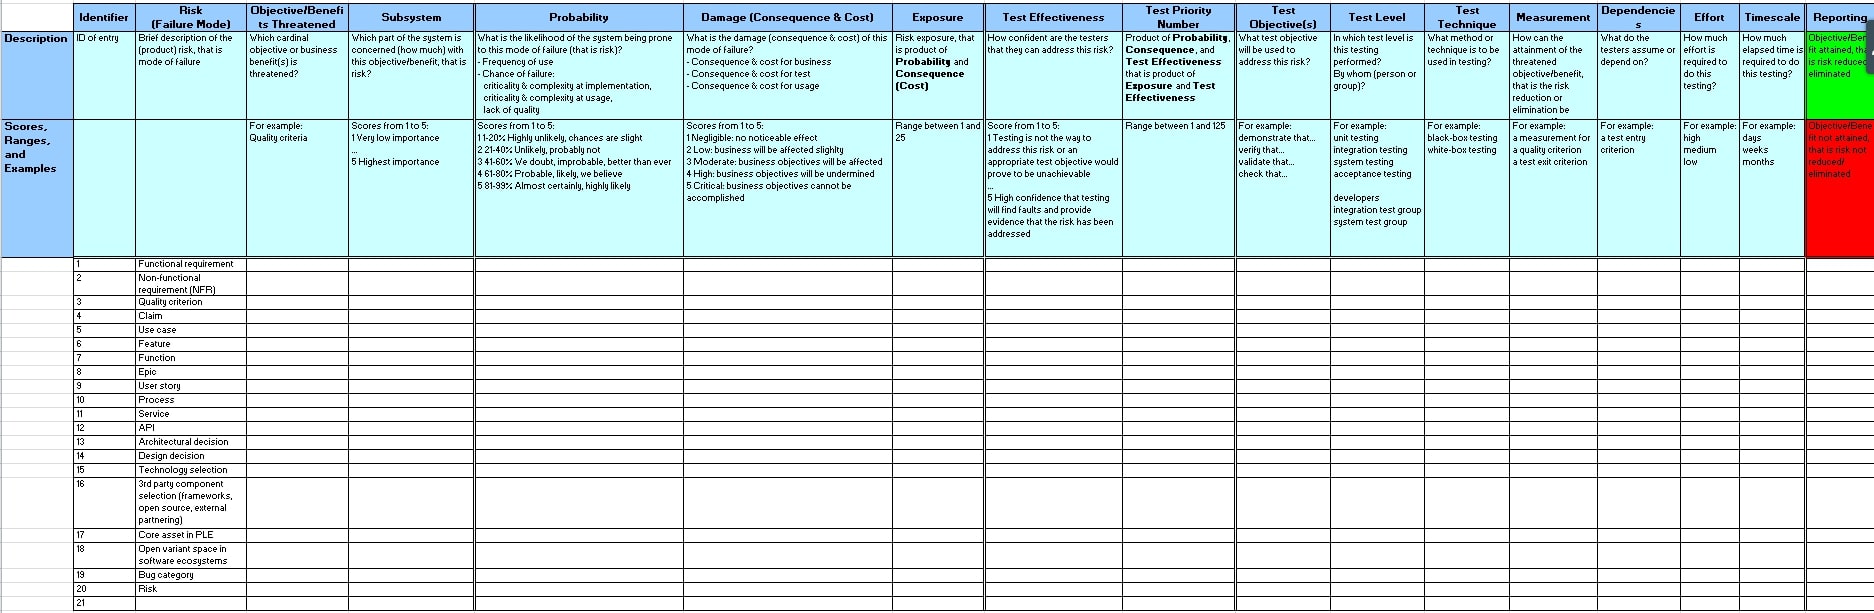 Identifier
Risk
(Failure Mode)
Objective/Benefi
ts Threatened
Subsystem
Probability
Damage (Consequence & Cost)
Exposure
Test Effectiveness
Test Priority
Number
Test
Objective(s)
Test Level
Test
Technique
Measurement
Dependencie
s
Effort
Timescale
Reporting
Description
ID of entry
Brief description of the
(product) risk, that is
mode of failure
Which cardinal
objective or business
benefit(s) is
threatened?
Which part of the system is
concerned (how much) with
this objective/benefit, that is
risk?
What is the likelihood of the system being prone
to this mode of failure (that is risk)?
- Frequency of use
- Chance of failure:
criticality & complexity at implementation,
criticality & complexity at usage,
lack of quality
What is the damage (consequence & cost) of this
mode of failure?
- Consequence & cost for business
- Consequence & cost for test
- Consequence & cost for usage
Risk exposure, that
is product of
Probability and
Consequence
(Cost)
How confident are the testers
that they can address this risk?
Product of Probability,
Consequence, and
Test Effectiveness
that is product of
Exposure and Test
Effectiveness
What test objective
will be used to
address this risk?
In which test level is
this testing
performed?
By whom (person or
group)?
What method or
technique is to be
used in testing?
How can the
attainment of the
threatened
objective/benefit,
that is the risk
reduction or
elimination be
What do the
testers assume or
depend on?
How much
effort is
required to
do this
testing?
How much
elapsed time is
required to do
this testing?
Objective/Bene
fit attained, tha
is risk reduced
eliminated
Scores,
Ranges,
and
Examples
For example:
Quality criteria
Scores from 1 to 5:
1 Very low importance
...
5 Highest importance
Scores from 1 to 5:
1 1-20% Highly unlikely, chances are slight
2 21-40% Unlikely, probably not
3 41-60% We doubt, improbable, better than ever
4 61-80% Probable, likely, we believe
5 81-99% Almost certainly, highly likely
Scores from 1 to 5:
1 Negligible: no noticeable effect
2 Low: business will be affected slighlty
3 Moderate: business objectives will be affected
4 High: business objectives will be undermined
5 Critical: business objectives cannot be
accomplished
Range between 1 and
25
Score from 1 to 5:
1 Testing is not the way to
address this risk or an
appropriate test objective would
prove to be unachievable
...
5 High confidence that testing
will find faults and provide
evidence that the risk has been
addressed
Range between 1 and 125
For example:
demonstrate that...
verify that...
validate that...
check that...
For example:
unit testing
integration testing
system testing
acceptance testing
developers
integration test group
system test group
For example:
black-box testing
white-box testing
For example:
a measurement for
a quality criterion
a test exit criterion
For example:
a test entry
criterion
For example:
high
medium
low
For example:
days
weeks
months
Objective/Bene
fit not attained,
that is risk not
reduced/
eliminated
1 Functional requirement
2 Non-functional
requirement (NFR)
3 Quality criterion
4 Claim
5 Use case
6 Feature
7 Function
8 Epic
9 User story
10 Process
11 Service
12 API
13 Architectural decision
14 Design decision
15 Technology selection
16 3rd party component
selection (frameworks,
open source, external
partnering)
17 Core asset in PLE
18 Open variant space in
software ecosystems
19 Bug category
20 Risk
21